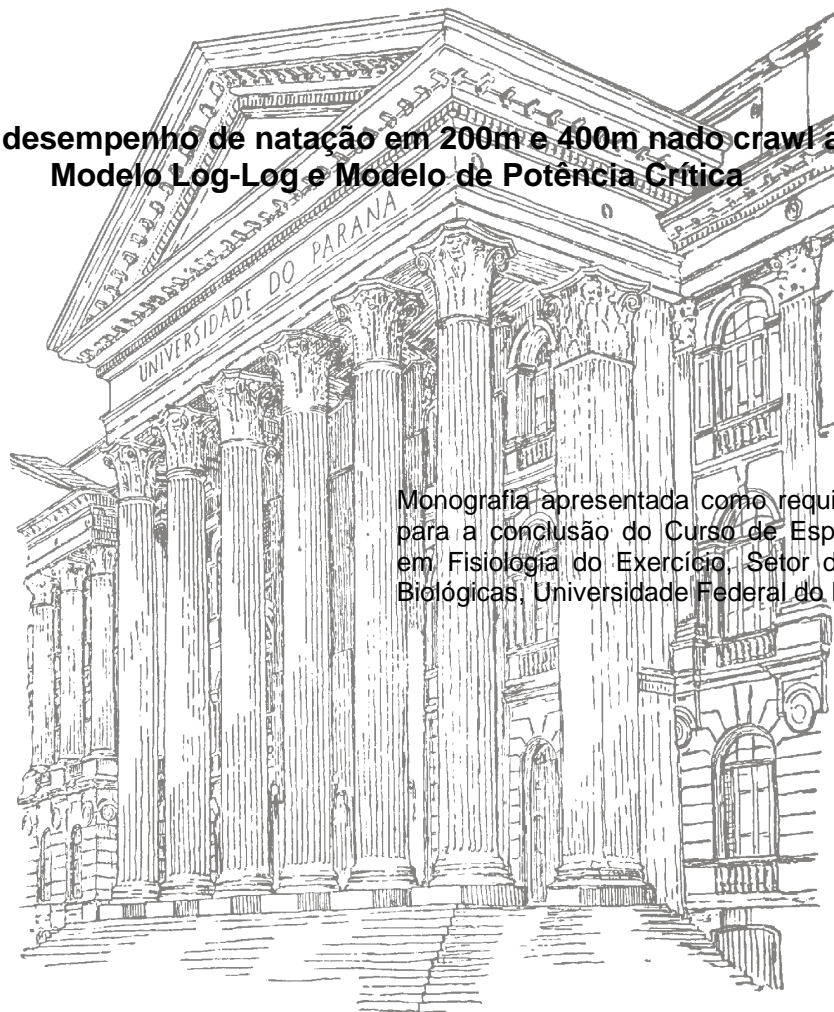 desempenho de natação em 200m e 400m nado crawl a
Modelo Log-Log e Modelo de Potência Crítica
UNIVERSIDADE DO PARANÁ
Monografia apresentada como requi
para a conclusão do Curso de Esp
em Fisiologia do Exercício, Setor d
Biológicas, Universidade Federal do